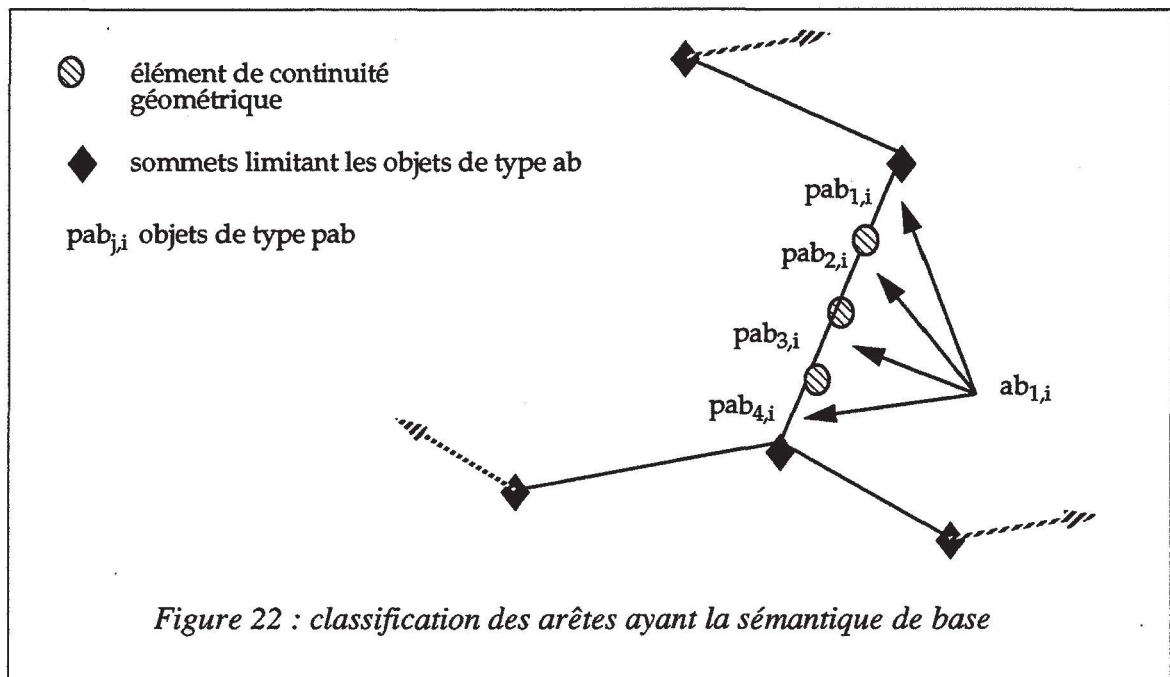 élément de continuité
géométrique
sommets limitant les objets de type ab
pab_{j,i} objets de type pab
pab_{1,i}
pab_{2,i}
pab_{3,i}
pab_{4,i}
ab_{1,i}
Figure 22 : classification des arêtes ayant la sémantique de base